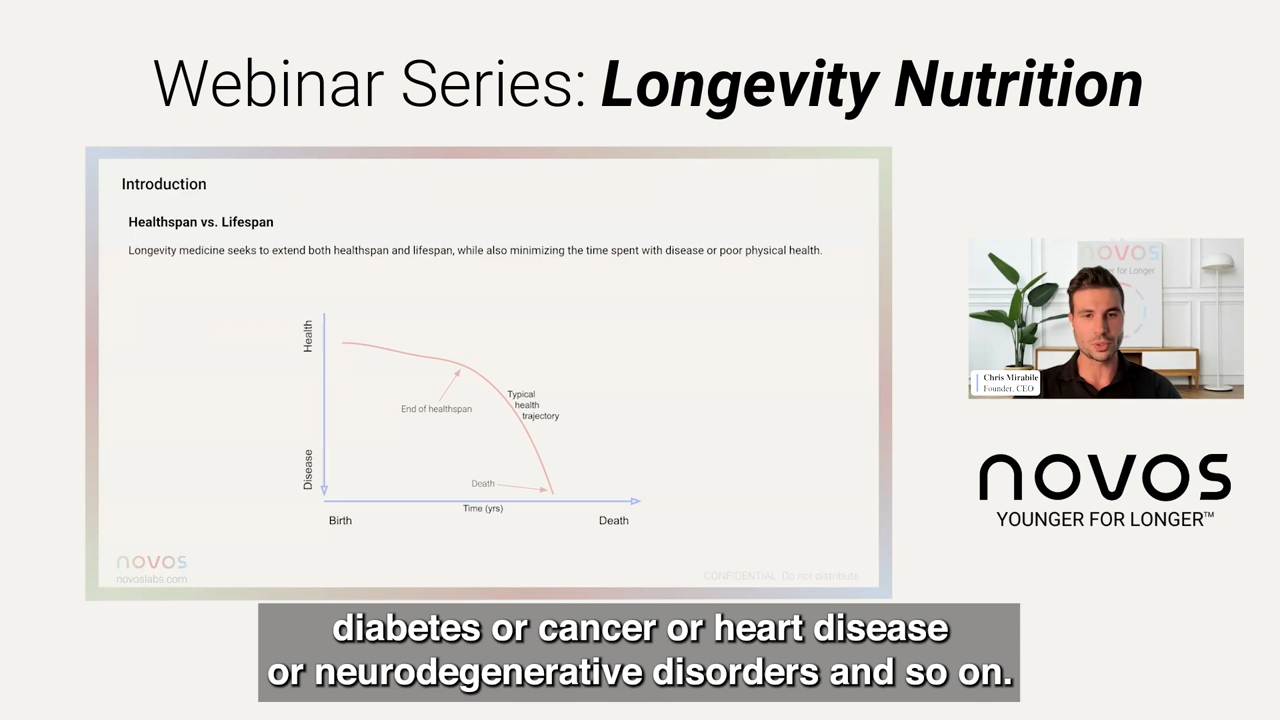 Webinar Series: Longevity Nutrition
Introduction
Healthspan vs. Lifespan
Longevity medicine seeks to extend both healthspan and lifespan, while also minimizing the time spent with disease or poor physical health.
Health
Disease
End of healthspan
Typical
health
trajectory
Death
Time (yrs)
Birth
Death
novos
novoslabs.com
CONFIDENTIAL Do not distribute
novos
Chris Mirabile
Founder, CEO
novos
YOUNGER FOR LONGER™
diabetes or cancer or heart disease
or neurodegenerative disorders and so on.